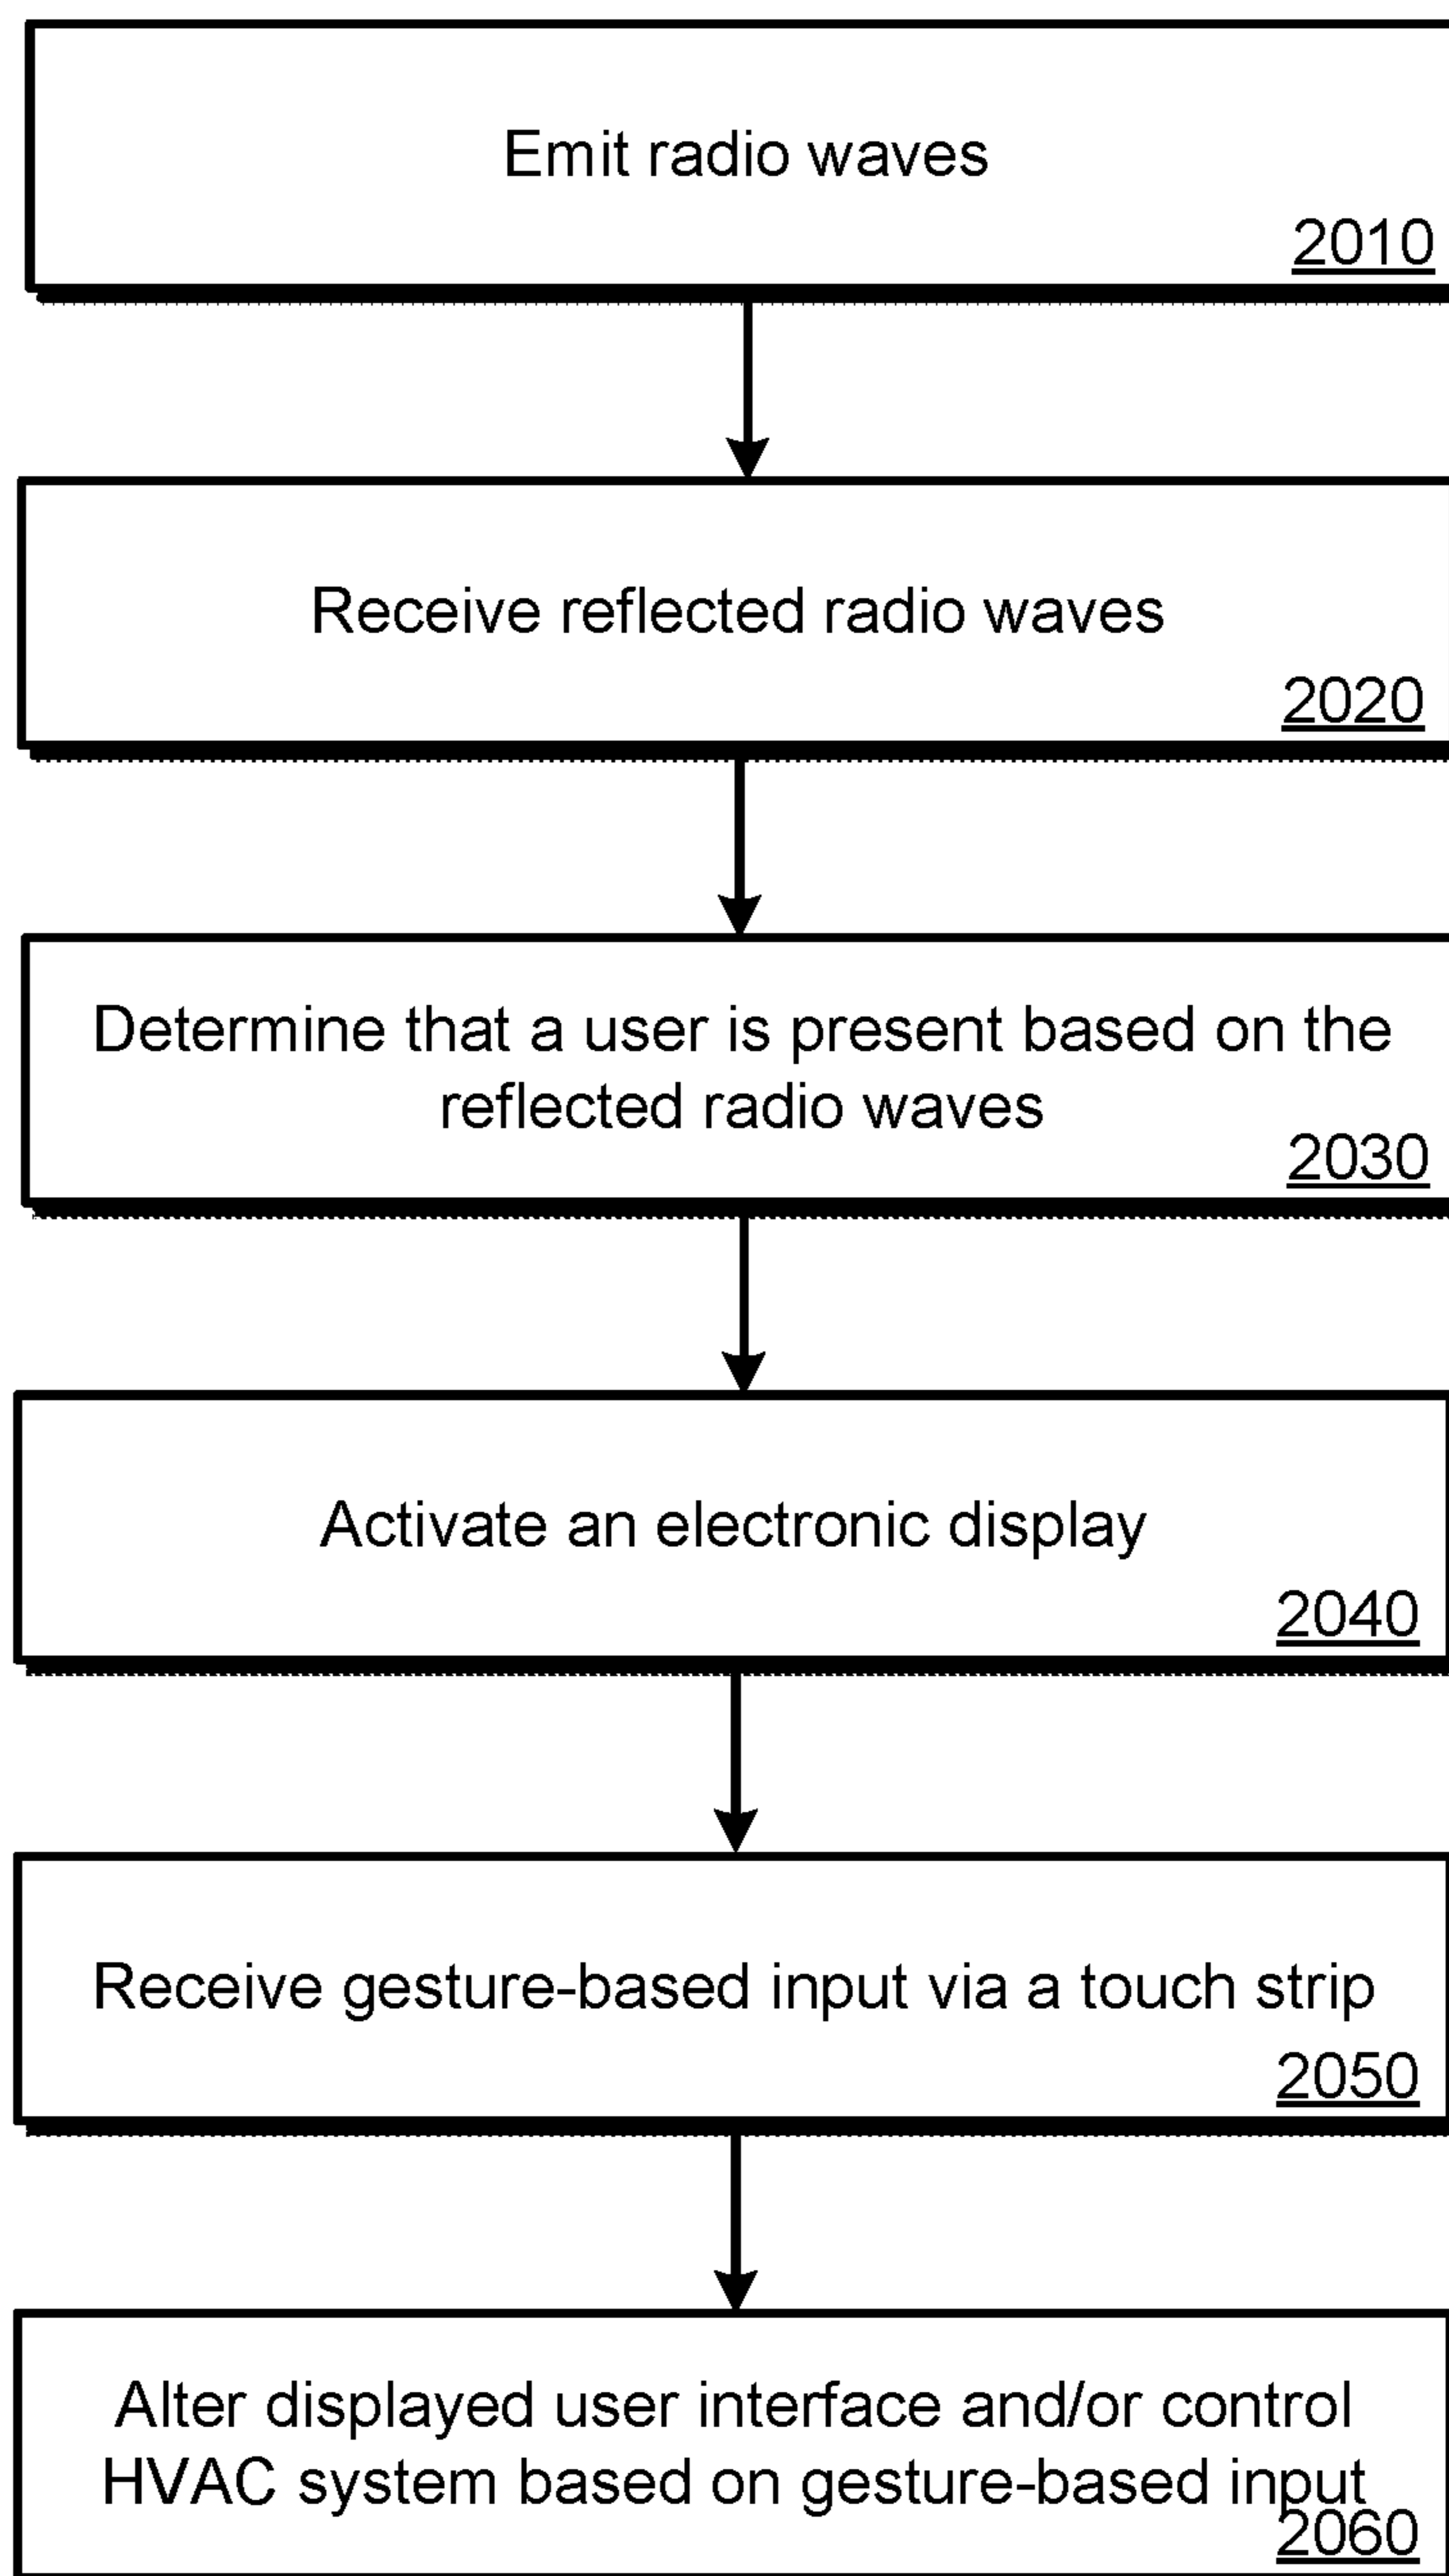 Emit radio waves
2010
Receive reflected radio waves
2020
Determine that a user is present based on the
reflected radio waves
2030
Activate an electronic display
2040
Receive gesture-based input via a touch strip
2050
Alter displayed user interface and/or control
HVAC system based on gesture-based input
2060